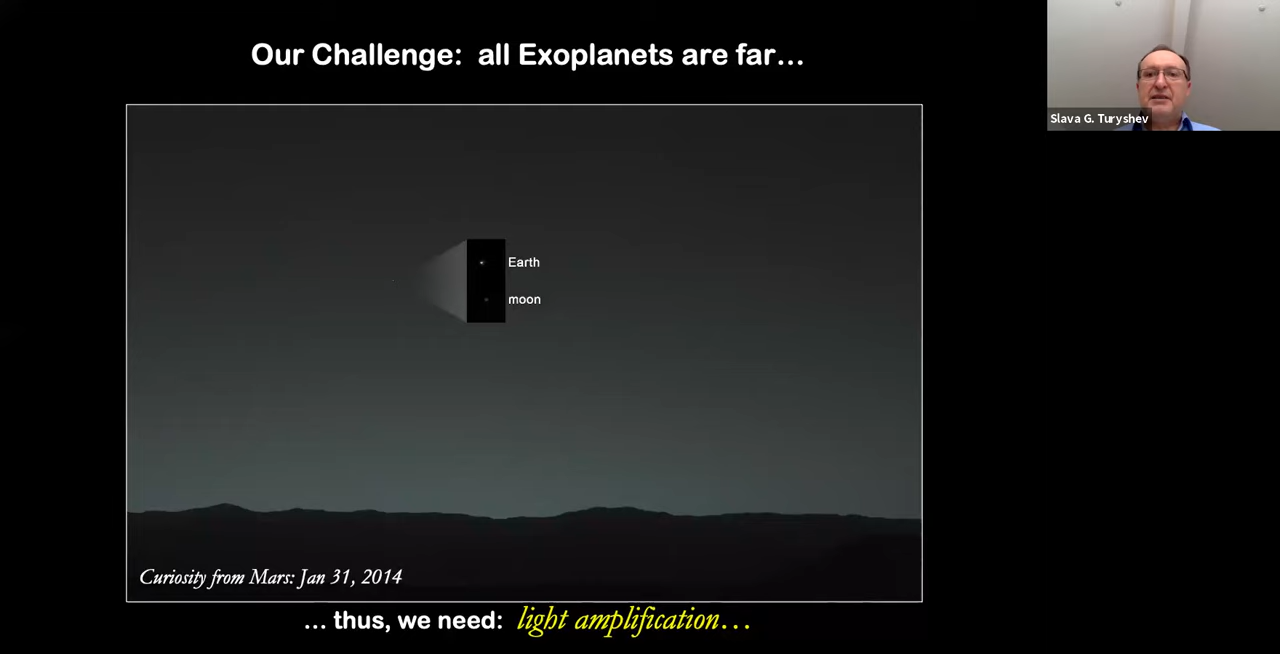 Our Challenge: all Exoplanets are far...
Slava G. Turyshev
Earth
moon
Curiosity from Mars: Jan 31, 2014
... thus, we need: light amplification...